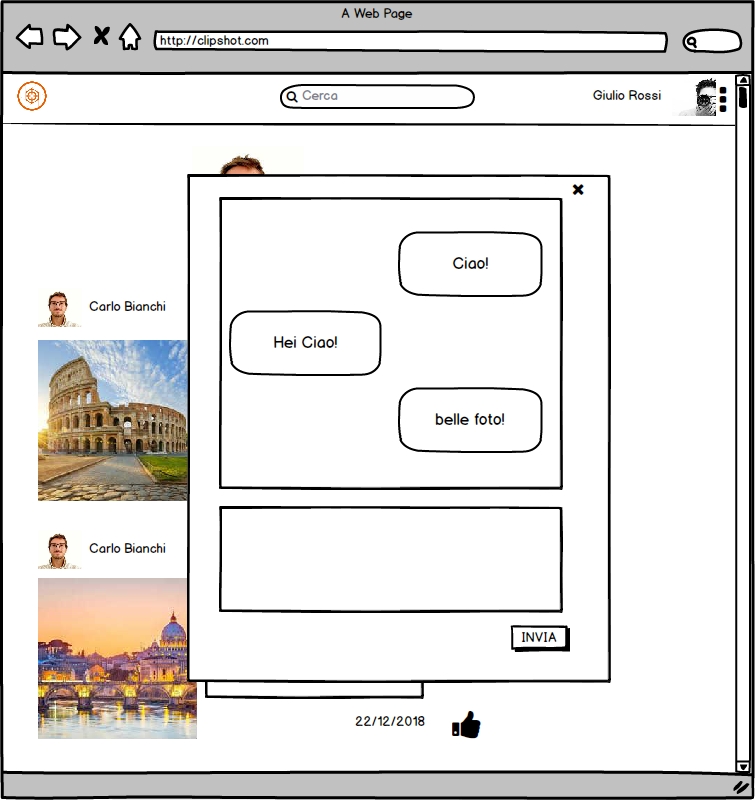 A Web Page
http://clipshot.com
Cerca
Giulio Rossi
Ciao!
Carlo Bianchi
Hei Ciao!
belle foto!
Carlo Bianchi
INVIA
22/12/2018